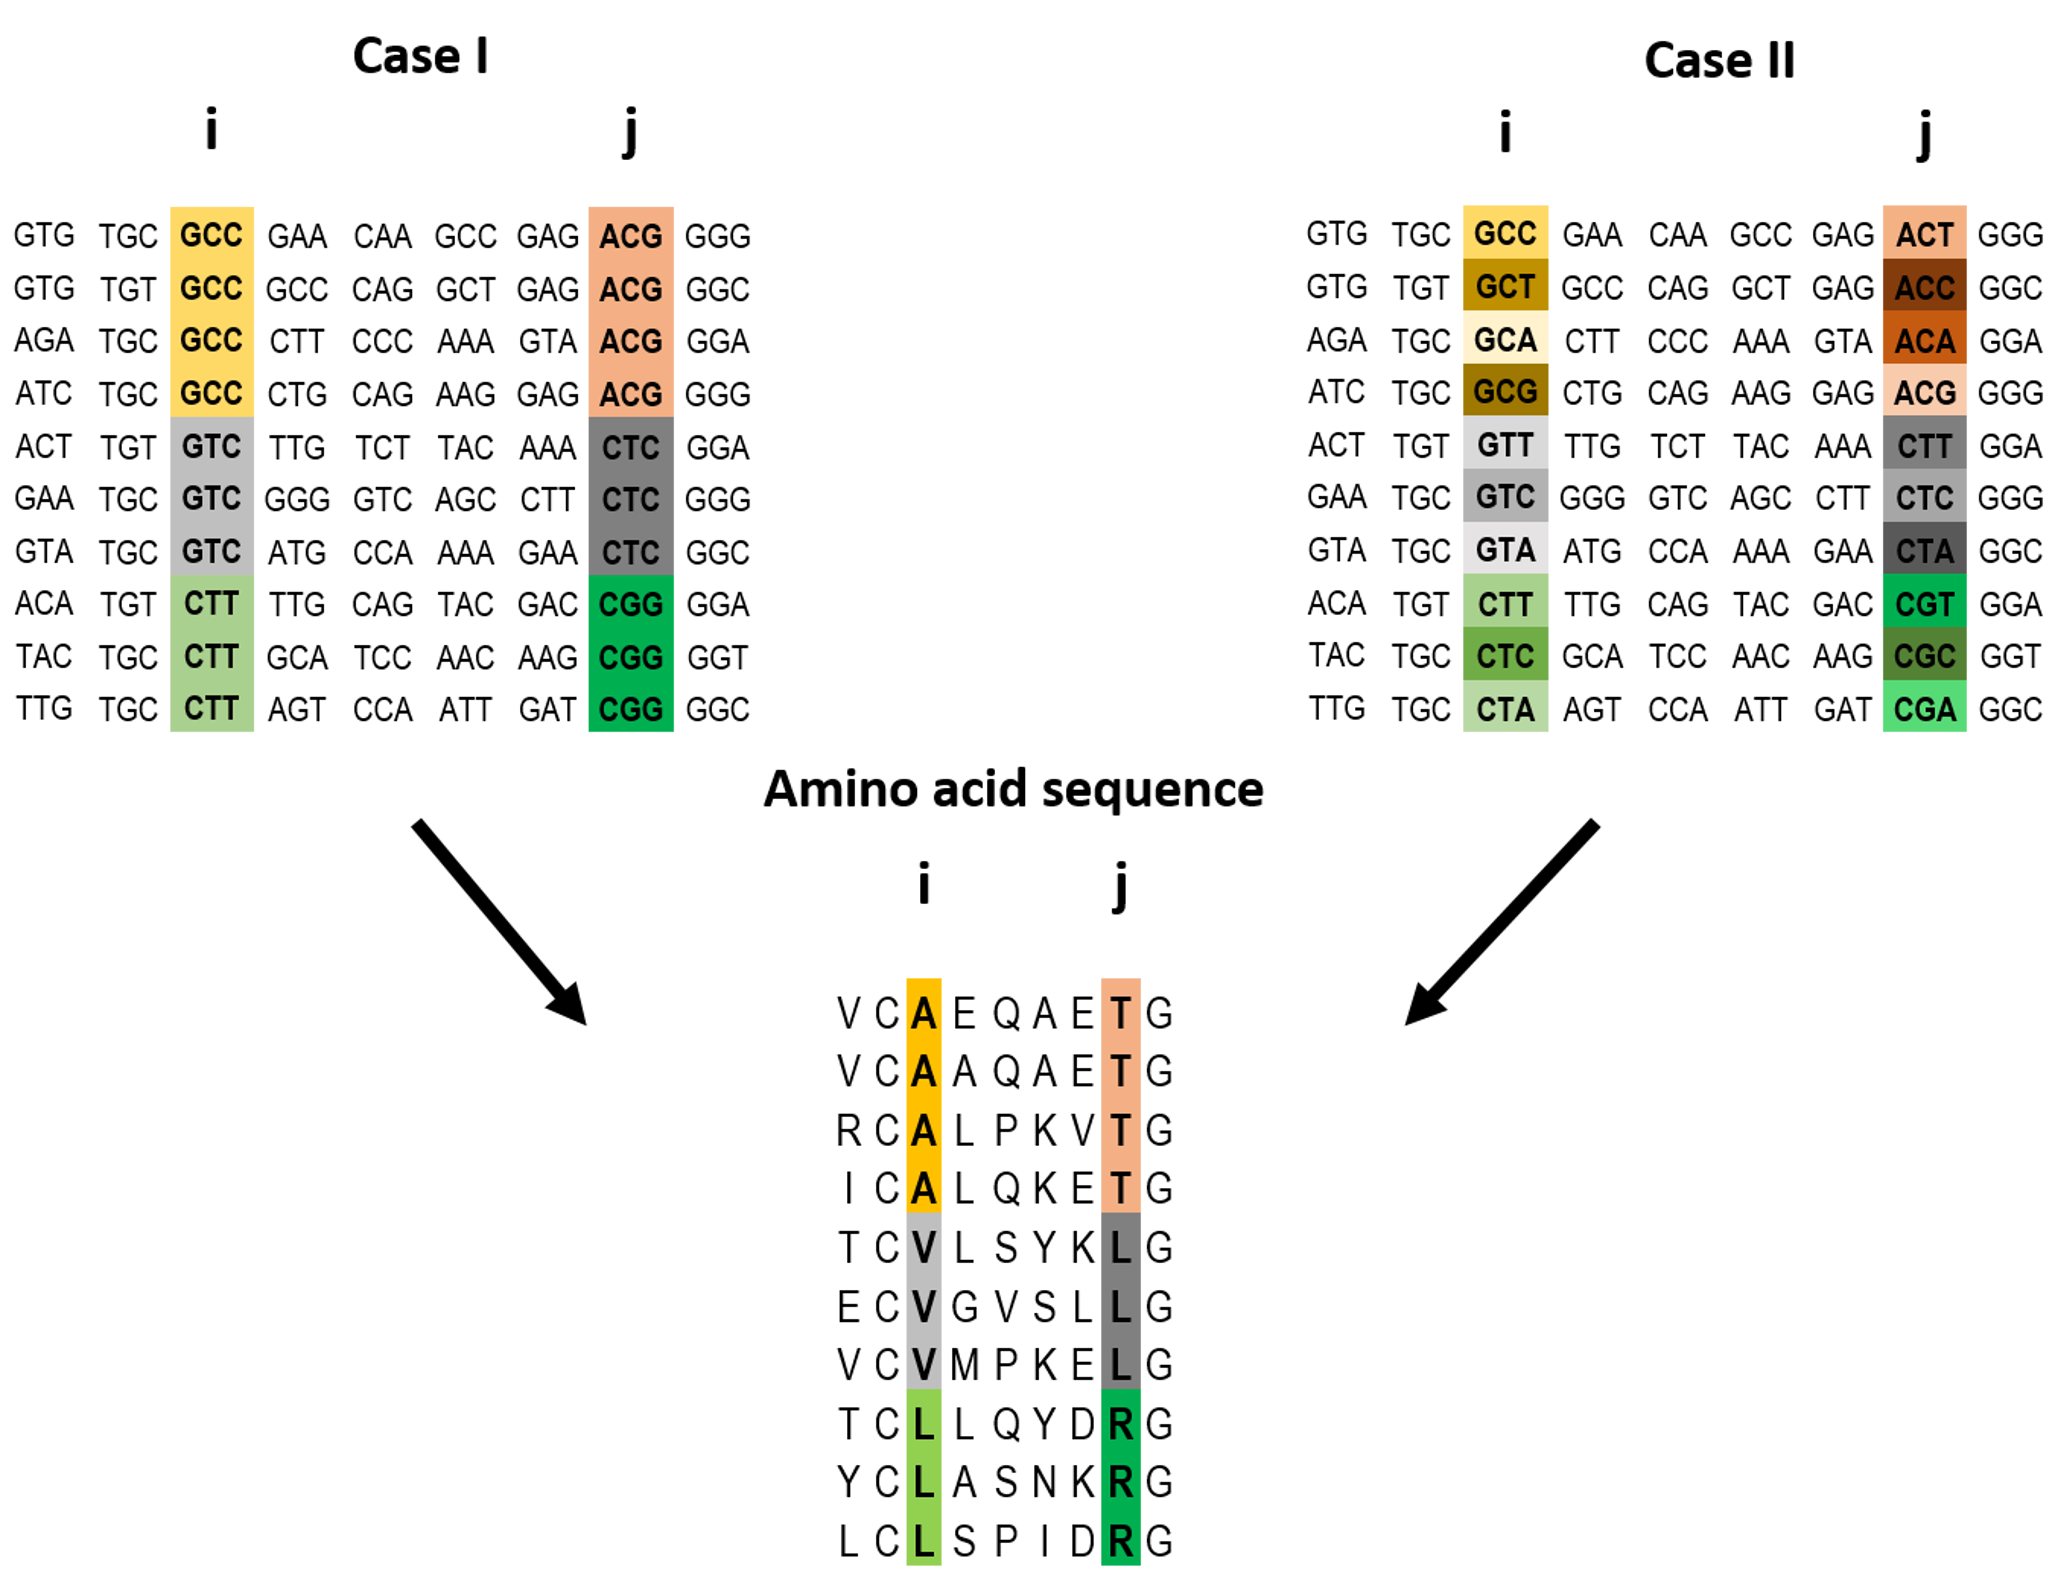 Case I
i j
GTG TGC GCC GAA CAA GCC GAG ACG GGG
GTG TGT GCC GCC CAG GCT GAG ACG GGC
AGA TGC GCC CTT CCC AAA GTA ACG GGA
ATC TGC GCC CTG CAG AAG GAG ACG GGG
ACT TGT GTC TTG TCT TAC AAA CTC GGA
GAA TGC GTC GGG GTC AGC CTT CTC GGG
GTA TGC GTC ATG CCA AAA GAA CTC GGC
ACA TGT CTT TTG CAG TAC GAC CGG GGA
TAC TGC CTT GCA TCC AAC AAG CGG GGT
TTG TGC CTT AGT CCA ATT GAT CGG GGC
Case II
i j
GTG TGC GCC GAA CAA GCC GAG ACT GGG
GTG TGT GCT GCC CAG GCT GAG ACC GGC
AGA TGC GCA CTT CCC AAA GTA ACA GGA
ATC TGC GCG CTG CAG AAG GAG ACG GGG
ACT TGT GTT TTG TCT TAC AAA CTT GGA
GAA TGC GTC GGG GTC AGC CTT CTC GGG
GTA TGC GTA ATG CCA AAA GAA CTA GGC
ACA TGT CTT TTG CAG TAC GAC CGT GGA
TAC TGC CTC GCA TCC AAC AAG CGC GGT
TTG TGC CTA AGT CCA ATT GAT CGA GGC
Amino acid sequence
i j
V C A E Q A E T G
V C A A Q A E T G
R C A L P K V T G
I C A L Q K E T G
T C V L S Y K L G
E C V G V S L L G
V C V M P K E L G
T C L L Q Y D R G
Y C L A S N K R G
L C L S P I D R G